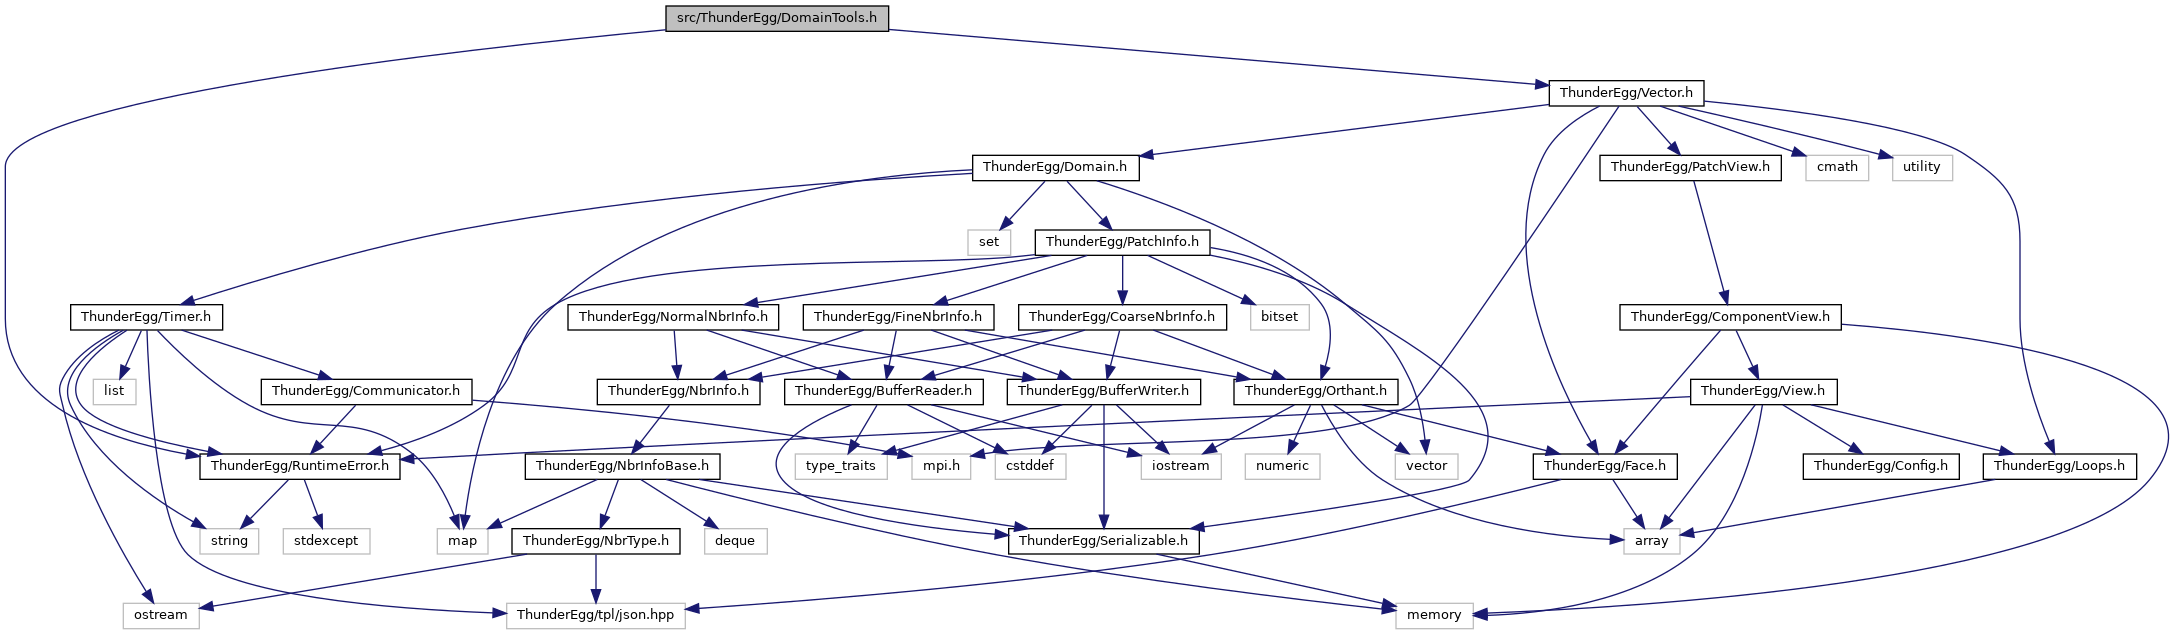 src/ThunderEgg/DomainTools.h
ThunderEgg/Vector.h
ThunderEgg/Domain.h
ThunderEgg/PatchView.h
cmath
utility
set
ThunderEgg/PatchInfo.h
ThunderEgg/Timer.h
ThunderEgg/NormalNbrInfo.h
ThunderEgg/FineNbrInfo.h
ThunderEgg/CoarseNbrInfo.h
bitset
ThunderEgg/ComponentView.h
list
ThunderEgg/Communicator.h
ThunderEgg/NbrInfo.h
ThunderEgg/BufferReader.h
ThunderEgg/BufferWriter.h
ThunderEgg/Orthant.h
ThunderEgg/View.h
ThunderEgg/RuntimeError.h
ThunderEgg/NbrInfoBase.h
type_traits
mpi.h
cstddef
iostream
numeric
vector
ThunderEgg/Face.h
ThunderEgg/Config.h
ThunderEgg/Loops.h
string
stdexcept
map
ThunderEgg/NbrType.h
deque
ThunderEgg/Serializable.h
array
ostream
ThunderEgg/tpl/json.hpp
memory